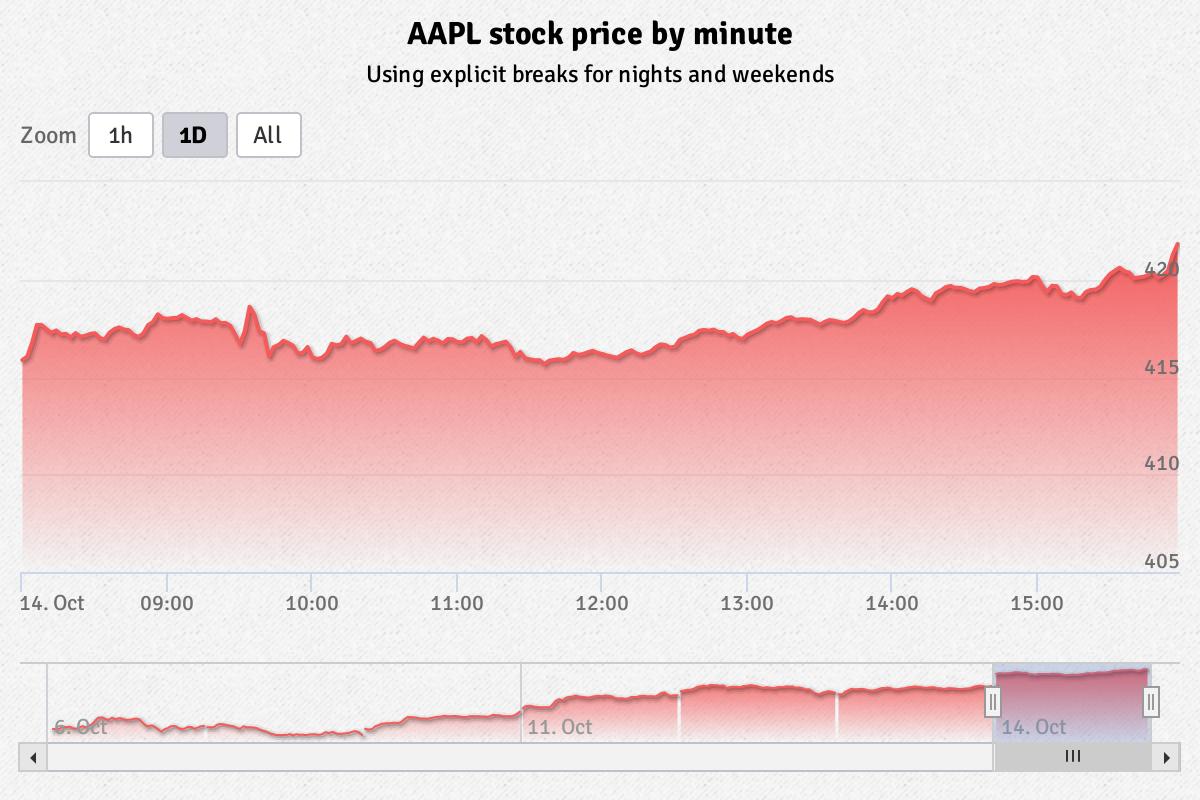 AAPL stock price by minute
Using explicit breaks for nights and weekends
Zoom 1h 1D All
420
415
410
405
14. Oct 09:00 10:00 11:00 12:00 13:00 14:00 15:00
6. Oct 11. Oct 14. Oct